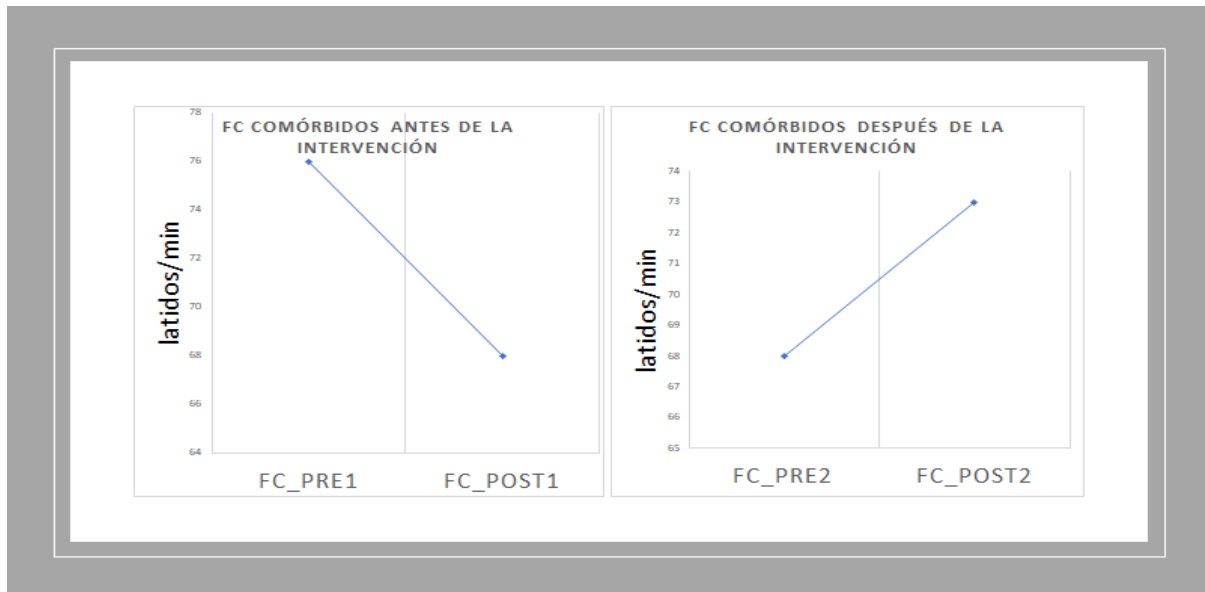 FC COMÓRBIDOS ANTES DE LA
INTERVENCIÓN
latidos/min
78
76
74
72
70
68
66
64
FC_PRE1
FC_POST1
FC COMÓRBIDOS DESPUÉS DE LA
INTERVENCIÓN
latidos/min
74
73
72
71
70
69
68
67
66
65
FC_PRE2
FC_POST2